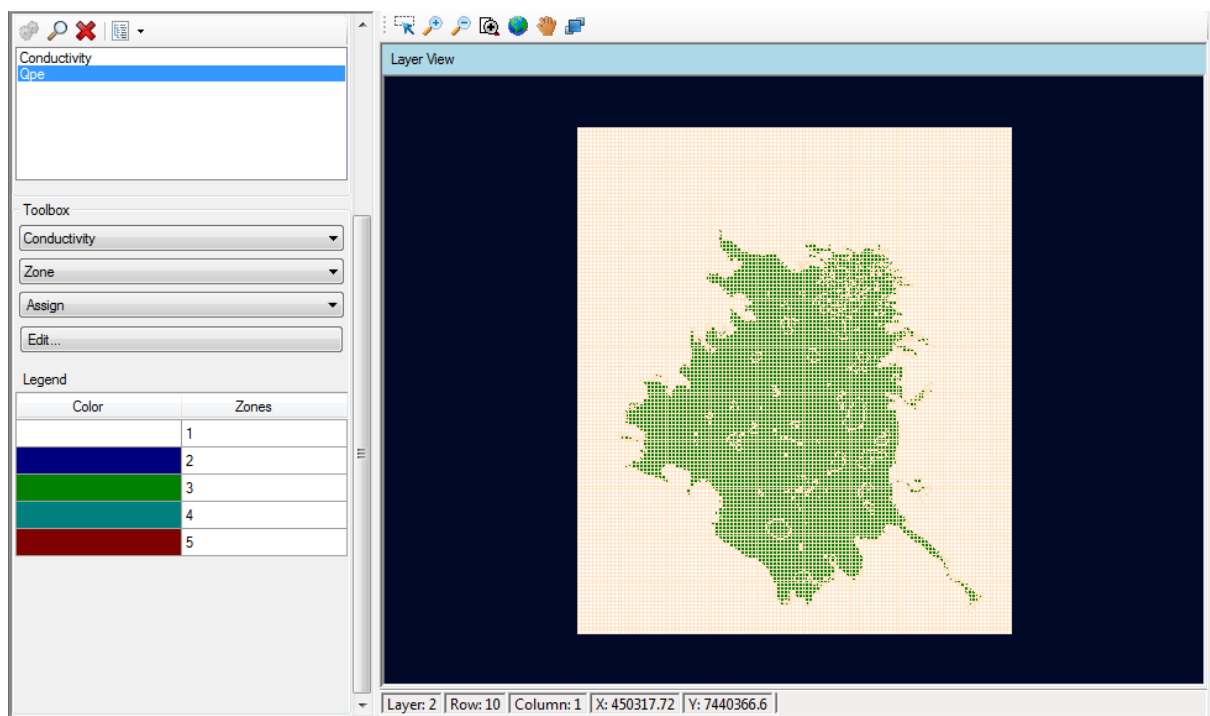 Conductivity
Qpe
Toolbox
Conductivity
Zone
Assign
Edit...
Legend
Color Zones
1
2
3
4
5
Layer View
Layer: 2 Row: 10 Column: 1 X: 450317.72 Y: 7440366.6